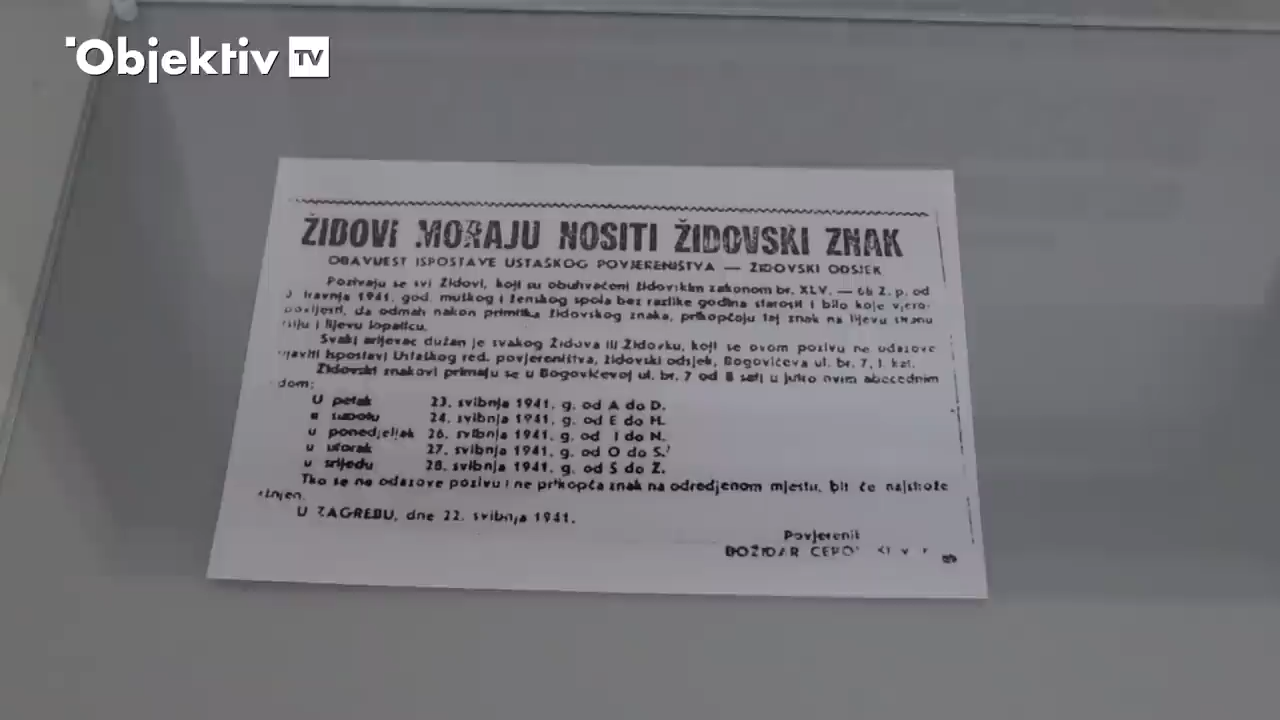 Objektiv TV
ŽIDOVI MORAJU NOSITI ŽIDOVSKI ZNAK
OBAVIJEST ISPOSTAVE USTAŠKOG POVJERENIŠTVA — ŽIDOVSKI ODSJEK
Pozivaju se svi Židovi, koji su obuhvaćeni židovskim zakonom br. XLV. — 68 Z. p. od
travnja 1941. god. muškog i ženskog spola bez razlike godina starosti i bilo koje vjero-
ispovijesti, da odmah nakon primitka židovskog znaka, prikopčaju taj znak na lijevu stranu
i lijevu lopaticu.
Svaki arijevac dužan je svakog Židova ili Židovku, koji se ovom pozivu ne odazove
ispostavi Ustaškog red. povjereništva, židovski odsjek, Bogovićeva ul. br. 7, I. kat.
Židovski znakovi primaju se u Bogovićevoj ul. br. 7 od 8 sati u jutro ovim abecednim
U petak 23. svibnja 1941. g. od A do D.
u subotu 24. svibnja 1941. g. od E do H.
u ponedjeljak 26. svibnja 1941. g. od I do N.
u utorak 27. svibnja 1941. g. od O do S.
u srijedu 28. svibnja 1941. g. od Š do Ž.
Tko se ne odazove pozivu i ne prikopča znak na odredjenom mjestu, bit će najstrože
U ZAGREBU, dne 22. svibnja 1941.
Povjerenik
BOŽIDAR